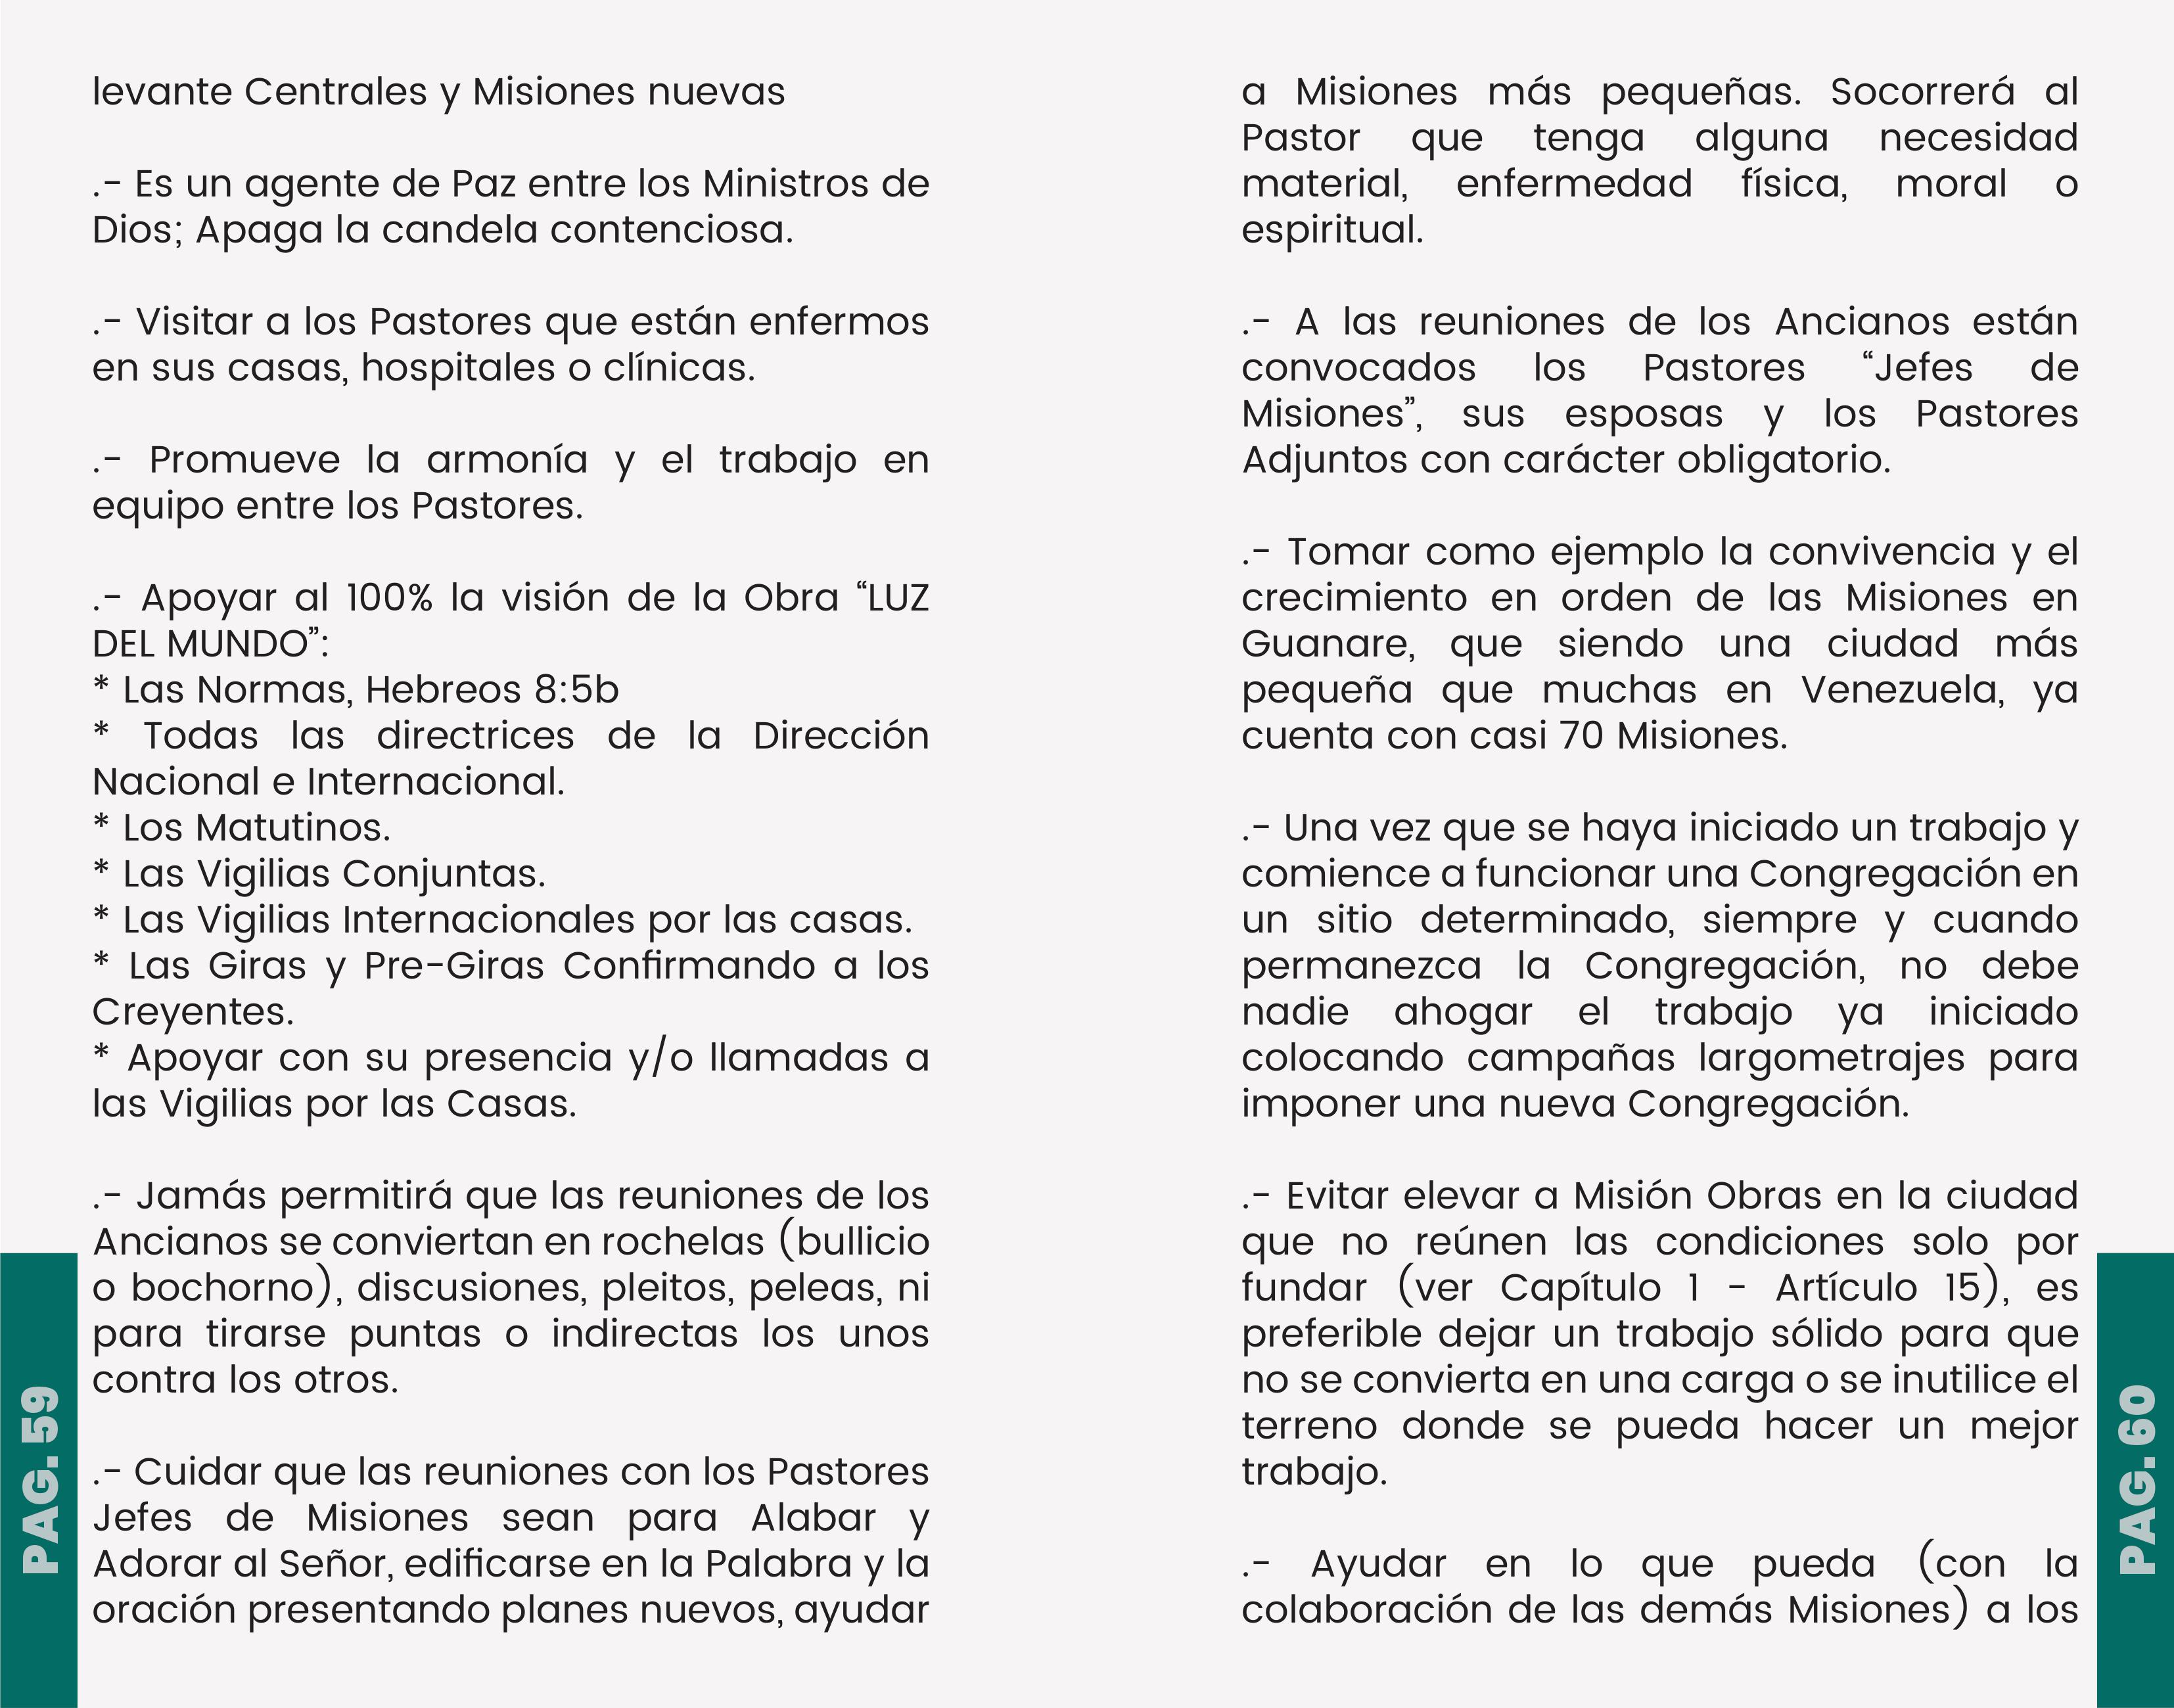 levante Centrales y Misiones nuevas
.- Es un agente de Paz entre los Ministros de
Dios; Apaga la candela contenciosa.
.- Visitar a los Pastores que están enfermos
en sus casas, hospitales o clínicas.
.- Promueve la armonía y el trabajo en
equipo entre los Pastores.
.- Apoyar al 100% la visión de la Obra “LUZ
DEL MUNDO”:
* Las Normas, Hebreos 8:5b
* Todas las directrices de la Dirección
Nacional e Internacional.
* Los Matutinos.
* Las Vigilias Conjuntas.
* Las Vigilias Internacionales por las casas.
* Las Giras y Pre-Giras Confirmando a los
Creyentes.
* Apoyar con su presencia y/o llamadas a
las Vigilias por las Casas.
.- Jamás permitirá que las reuniones de los
Ancianos se conviertan en rochelas (bullicio
o bochorno), discusiones, pleitos, peleas, ni
para tirarse puntas o indirectas los unos
contra los otros.
.- Cuidar que las reuniones con los Pastores
Jefes de Misiones sean para Alabar y
Adorar al Señor, edificarse en la Palabra y la
oración presentando planes nuevos, ayudar
PAG. 59
a Misiones más pequeñas. Socorrerá al
Pastor que tenga alguna necesidad
material, enfermedad física, moral o
espiritual.
.- A las reuniones de los Ancianos están
convocados los Pastores “Jefes de
Misiones”, sus esposas y los Pastores
Adjuntos con carácter obligatorio.
.- Tomar como ejemplo la convivencia y el
crecimiento en orden de las Misiones en
Guanare, que siendo una ciudad más
pequeña que muchas en Venezuela, ya
cuenta con casi 70 Misiones.
.- Una vez que se haya iniciado un trabajo y
comience a funcionar una Congregación en
un sitio determinado, siempre y cuando
permanezca la Congregación, no debe
nadie ahogar el trabajo ya iniciado
colocando campañas largometrajes para
imponer una nueva Congregación.
.- Evitar elevar a Misión Obras en la ciudad
que no reúnen las condiciones solo por
fundar (ver Capítulo 1 - Artículo 15), es
preferible dejar un trabajo sólido para que
no se convierta en una carga o se inutilice el
terreno donde se pueda hacer un mejor
trabajo.
.- Ayudar en lo que pueda (con la
colaboración de las demás Misiones) a los
PAG. 60